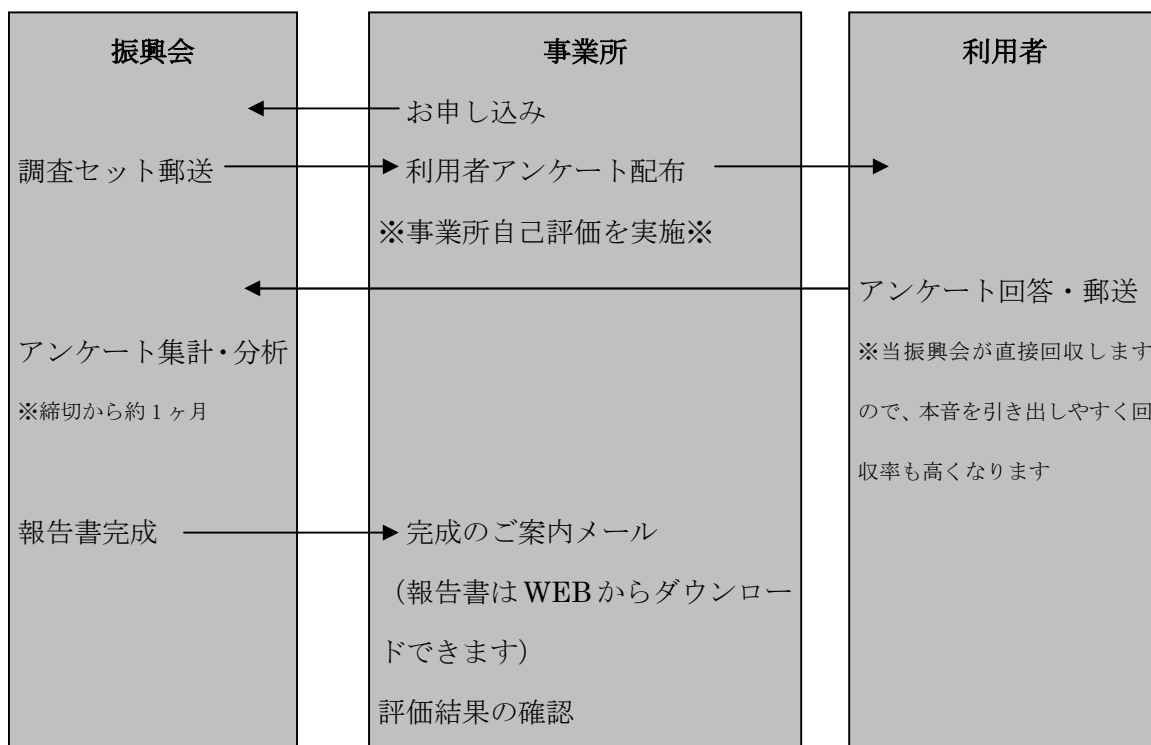 振興会
事業所
利用者
お申し込み
調査セット郵送
利用者アンケート配布
※事業所自己評価を実施※
アンケート回答・郵送
アンケート集計・分析
※締切から約1ヶ月
※当振興会が直接回収します
ので、本音を引き出しやすく回
収率も高くなります
報告書完成
完成のご案内メール
（報告書はWEBからダウンロー
ドできます）
評価結果の確認